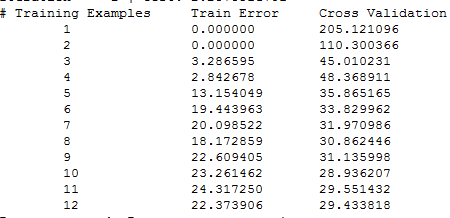 # Training Examples Train Error Cross Validation
1 0.000000 205.121096
2 0.000000 110.300366
3 3.286595 45.010231
4 2.842678 48.368911
5 13.154049 35.865165
6 19.443963 33.829962
7 20.098522 31.970986
8 18.172859 30.862446
9 22.609405 31.135998
10 23.261462 28.936207
11 24.317250 29.551432
12 22.373906 29.433818